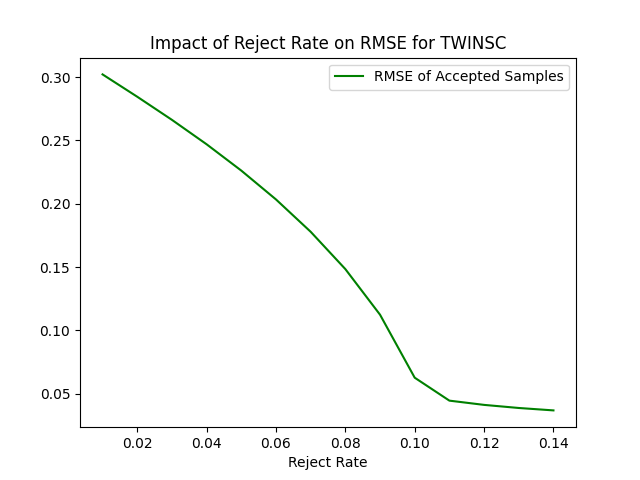 Impact of Reject Rate on RMSE for TWINSC
RMSE of Accepted Samples
0.30
0.25
0.20
0.15
0.10
0.05
0.02 0.04 0.06 0.08 0.10 0.12 0.14
Reject Rate